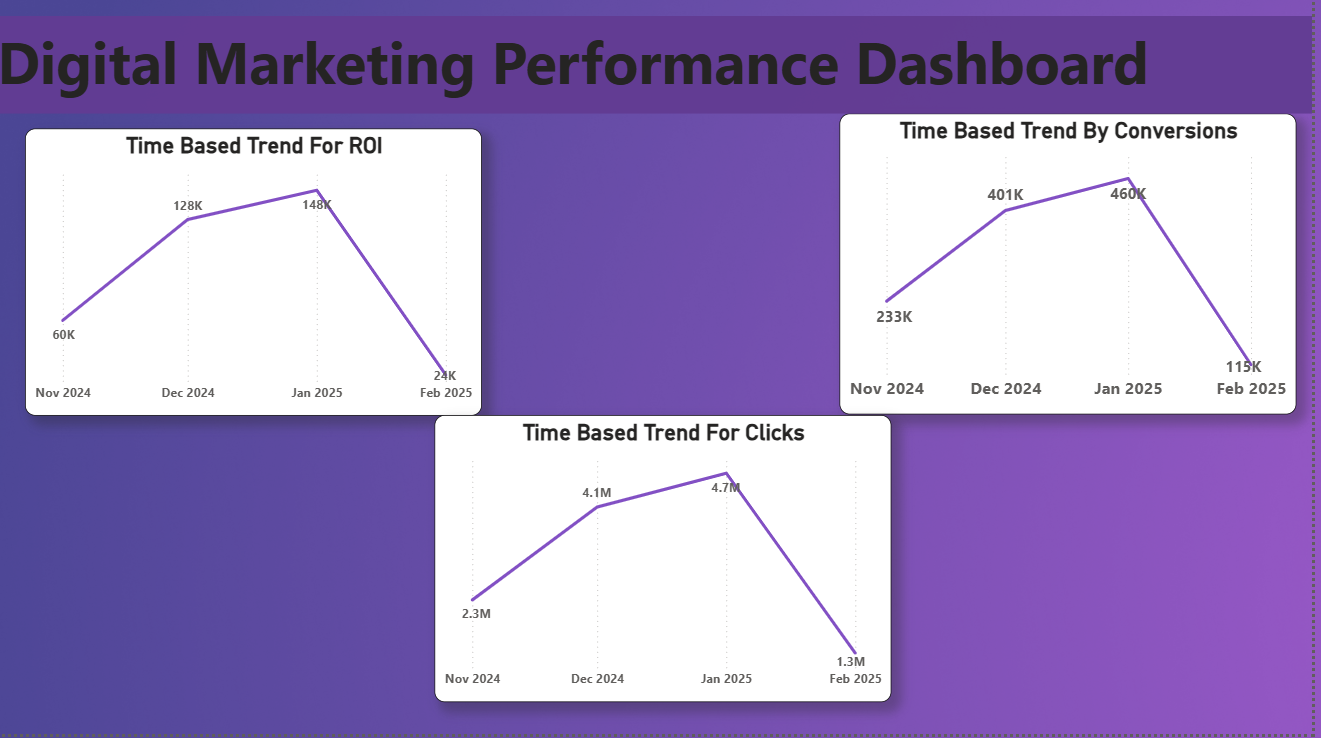 Digital Marketing Performance Dashboard
Time Based Trend For ROI
128K
148K
60K
24K
Nov 2024 Dec 2024 Jan 2025 Feb 2025
Time Based Trend By Conversions
401K
460K
233K
115K
Nov 2024 Dec 2024 Jan 2025 Feb 2025
Time Based Trend For Clicks
4.1M
4.7M
2.3M
1.3M
Nov 2024 Dec 2024 Jan 2025 Feb 2025